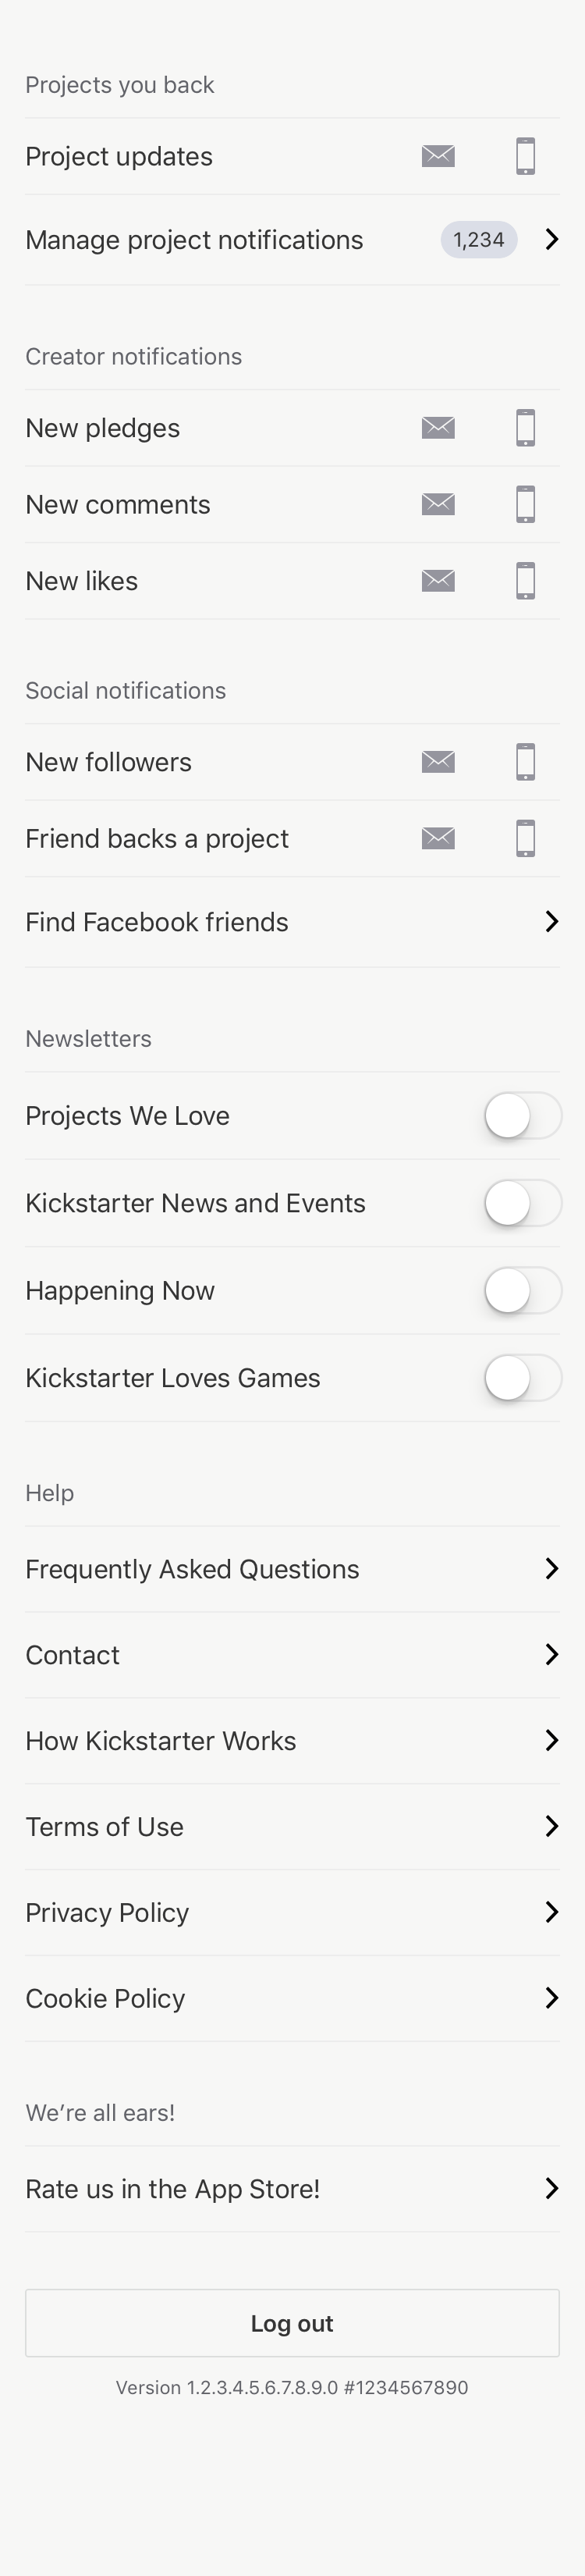 Projects you back
Project updates
Manage project notifications 1,234
Creator notifications
New pledges
New comments
New likes
Social notifications
New followers
Friend backs a project
Find Facebook friends
Newsletters
Projects We Love
Kickstarter News and Events
Happening Now
Kickstarter Loves Games
Help
Frequently Asked Questions
Contact
How Kickstarter Works
Terms of Use
Privacy Policy
Cookie Policy
We’re all ears!
Rate us in the App Store!
Log out
Version 1.2.3.4.5.6.7.8.9.0 #1234567890